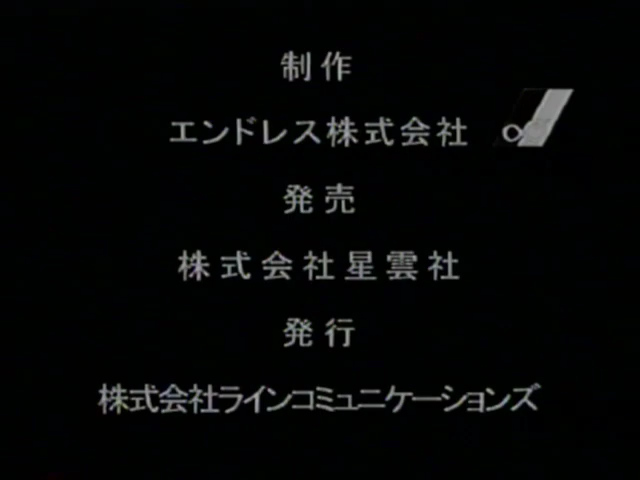 制作
エンドレス株式会社
発売
株式会社星雲社
発行
株式会社ラインコミュニケーションズ